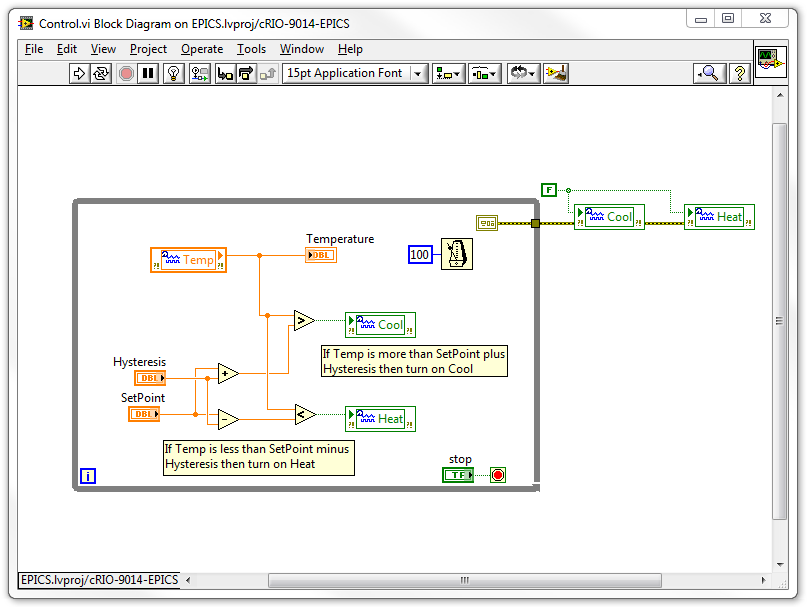 Control.vi Block Diagram on EPICS.lvproj/cRIO-9014-EPICS
File Edit View Project Operate Tools Window Help
15pt Application Font
?
F
Cool
Heat
Temperature
Temp
DBL
100
>
Cool
If Temp is more than SetPoint plus
Hysteresis then turn on Cool
Hysteresis
DBL
+
SetPoint
DBL
-
<
Heat
If Temp is less than SetPoint minus
Hysteresis then turn on Heat
stop
TF
i
EPICS.lvproj/cRIO-9014-EPICS